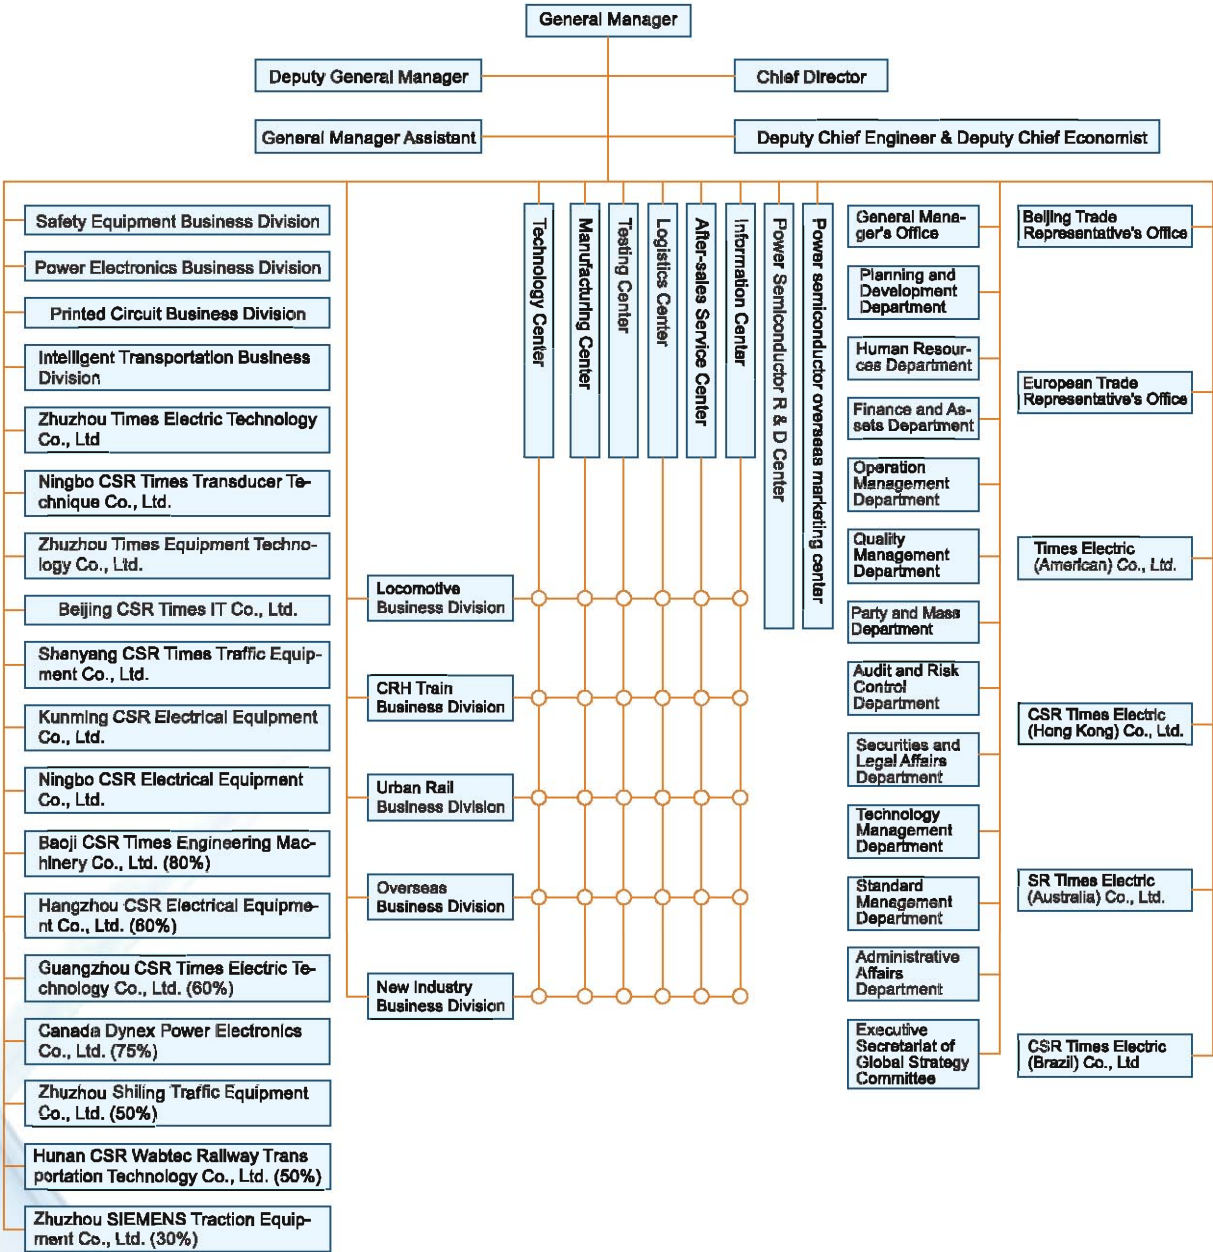 General Manager
Deputy General Manager
Chief Director
General Manager Assistant
Deputy Chief Engineer & Deputy Chief Economist
Safety Equipment Business Division
Power Electronics Business Division
Printed Circuit Business Division
Intelligent Transportation Business
Division
Zhuzhou Times Electric Technology
Co., Ltd
Ningbo CSR Times Transducer Te-
chnique Co., Ltd.
Zhuzhou Times Equipment Techno-
logy Co., Ltd.
Beijing CSR Times IT Co., Ltd.
Shenyang CSR Times Traffic Equip-
ment Co., Ltd.
Kunming CSR Electrical Equipment
Co., Ltd.
Ningbo CSR Electrical Equipment
Co., Ltd.
Baoji CSR Times Engineering Mac-
hinery Co., Ltd. (80%)
Hangzhou CSR Electrical Equipme-
nt Co., Ltd. (60%)
Guangzhou CSR Times Electric Te-
chnology Co., Ltd. (60%)
Canada Dynex Power Electronics
Co., Ltd. (75%)
Zhuzhou Shiling Traffic Equipment
Co., Ltd. (50%)
Hunan CSR Wabtec Railway Trans
portation Technology Co., Ltd. (50%)
Zhuzhou SIEMENS Traction Equip-
ment Co., Ltd. (30%)
Technology Center
Manufacturing Center
Testing Center
Logistics Center
After-sales Service Center
Information Center
Power Semiconductor R & D Center
Power semiconductor overseas marketing center
Locomotive
Business Division
CRH Train
Business Division
Urban Rail
Business Division
Overseas
Business Division
New Industry
Business Division
General Mana-
ger's Office
Planning and
Development
Department
Human Resour-
ces Department
Finance and As-
sets Department
Operation
Management
Department
Quality
Management
Department
Party and Mass
Department
Audit and Risk
Control
Department
Securities and
Legal Affairs
Department
Technology
Management
Department
Standard
Management
Department
Administrative
Affairs
Department
Executive
Secretariat of
Global Strategy
Committee
Beijing Trade
Representative's Office
European Trade
Representative's Office
Times Electric
(American) Co., Ltd.
CSR Times Electric
(Hong Kong) Co., Ltd.
SR Times Electric
(Australia) Co., Ltd.
CSR Times Electric
(Brazil) Co., Ltd